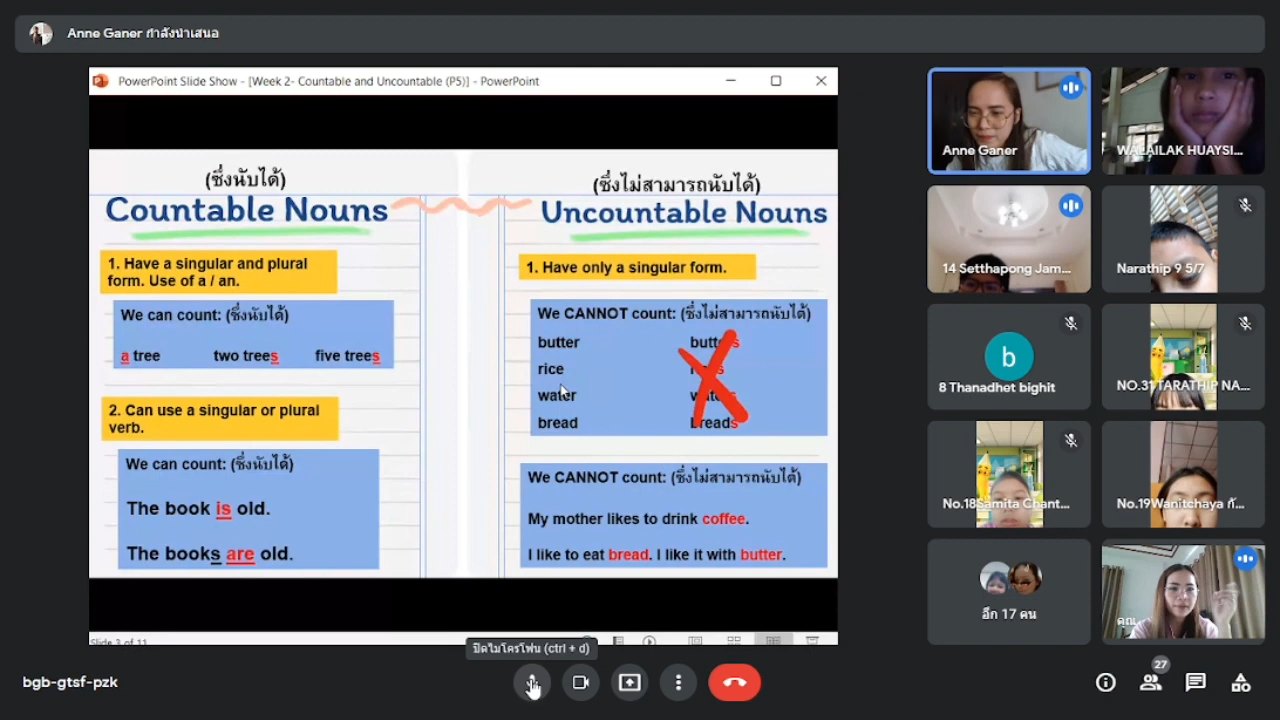 Anne Ganer กำลังนำเสนอ
PowerPoint Slide Show - [Week 2- Countable and Uncountable (P5)] - PowerPoint
(ซึ่งนับได้)
Countable Nouns
1. Have a singular and plural
form. Use of a / an.
We can count: (ซึ่งนับได้)
a tree two trees five trees
2. Can use a singular or plural
verb.
We can count: (ซึ่งนับได้)
The book is old.
The books are old.
(ซึ่งไม่สามารถนับได้)
Uncountable Nouns
1. Have only a singular form.
We CANNOT count: (ซึ่งไม่สามารถนับได้)
butter butters
rice
water waters
bread breads
We CANNOT count: (ซึ่งไม่สามารถนับได้)
My mother likes to drink coffee.
I like to eat bread. I like it with butter.
Slide 3 of 11
Anne Ganer
WALAILAK HUAYSI...
14 Setthapong Jam...
Narathip 9 5/7
b
8 Thanadhet bighit
NO.31TARATHIP NA...
No.18Samita Chant...
No.19Wanitchaya กั...
อีก 17 คน
คุณ
ปิดไมโครโฟน (ctrl + d)
bgb-gtsf-pzk
27